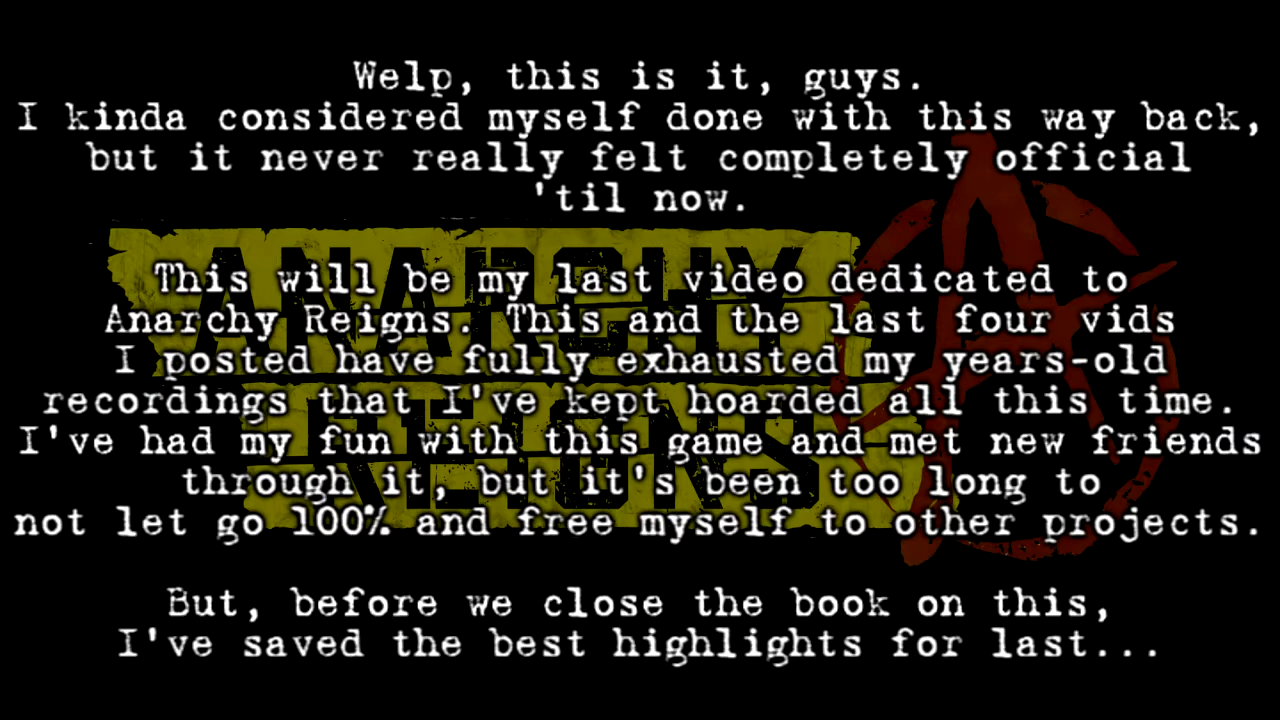 Welp, this is it, guys.
I kinda considered myself done with this way back,
but it never really felt completely official
'til now.
This will be my last video dedicated to
Anarchy Reigns. This and the last four vids
I posted have fully exhausted my years-old
recordings that I've kept hoarded all this time.
I've had my fun with this game and met new friends
through it, but it's been too long to
not let go 100% and free myself to other projects.
But, before we close the book on this,
I've saved the best highlights for last...
ANARCHY
REIGNS